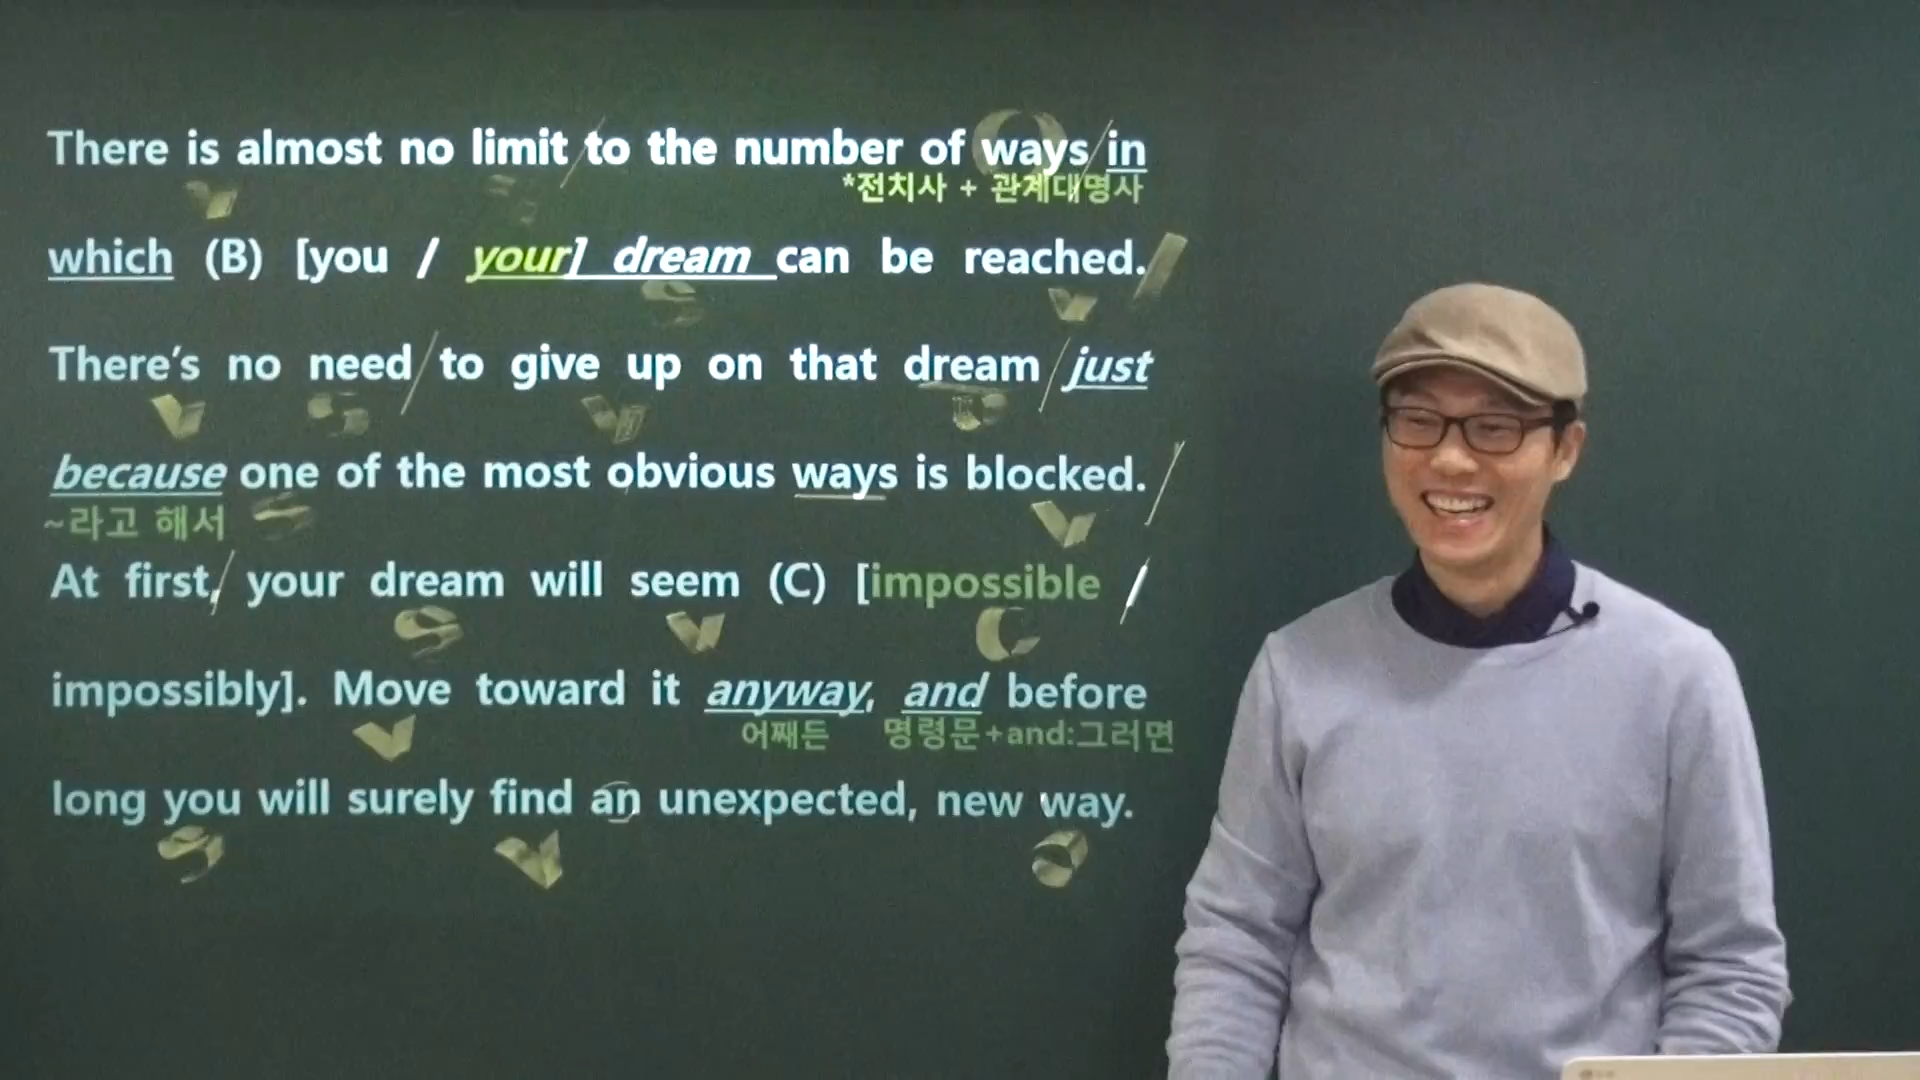 There is almost no limit to the number of ways in
*전치사 + 관계대명사
which (B) [you / your] dream can be reached.
There's no need to give up on that dream just
because one of the most obvious ways is blocked.
~라고 해서
At first, your dream will seem (C) [impossible /
impossibly]. Move toward it anyway, and before
어째든 명령문+and:그러면
long you will surely find an unexpected, new way.